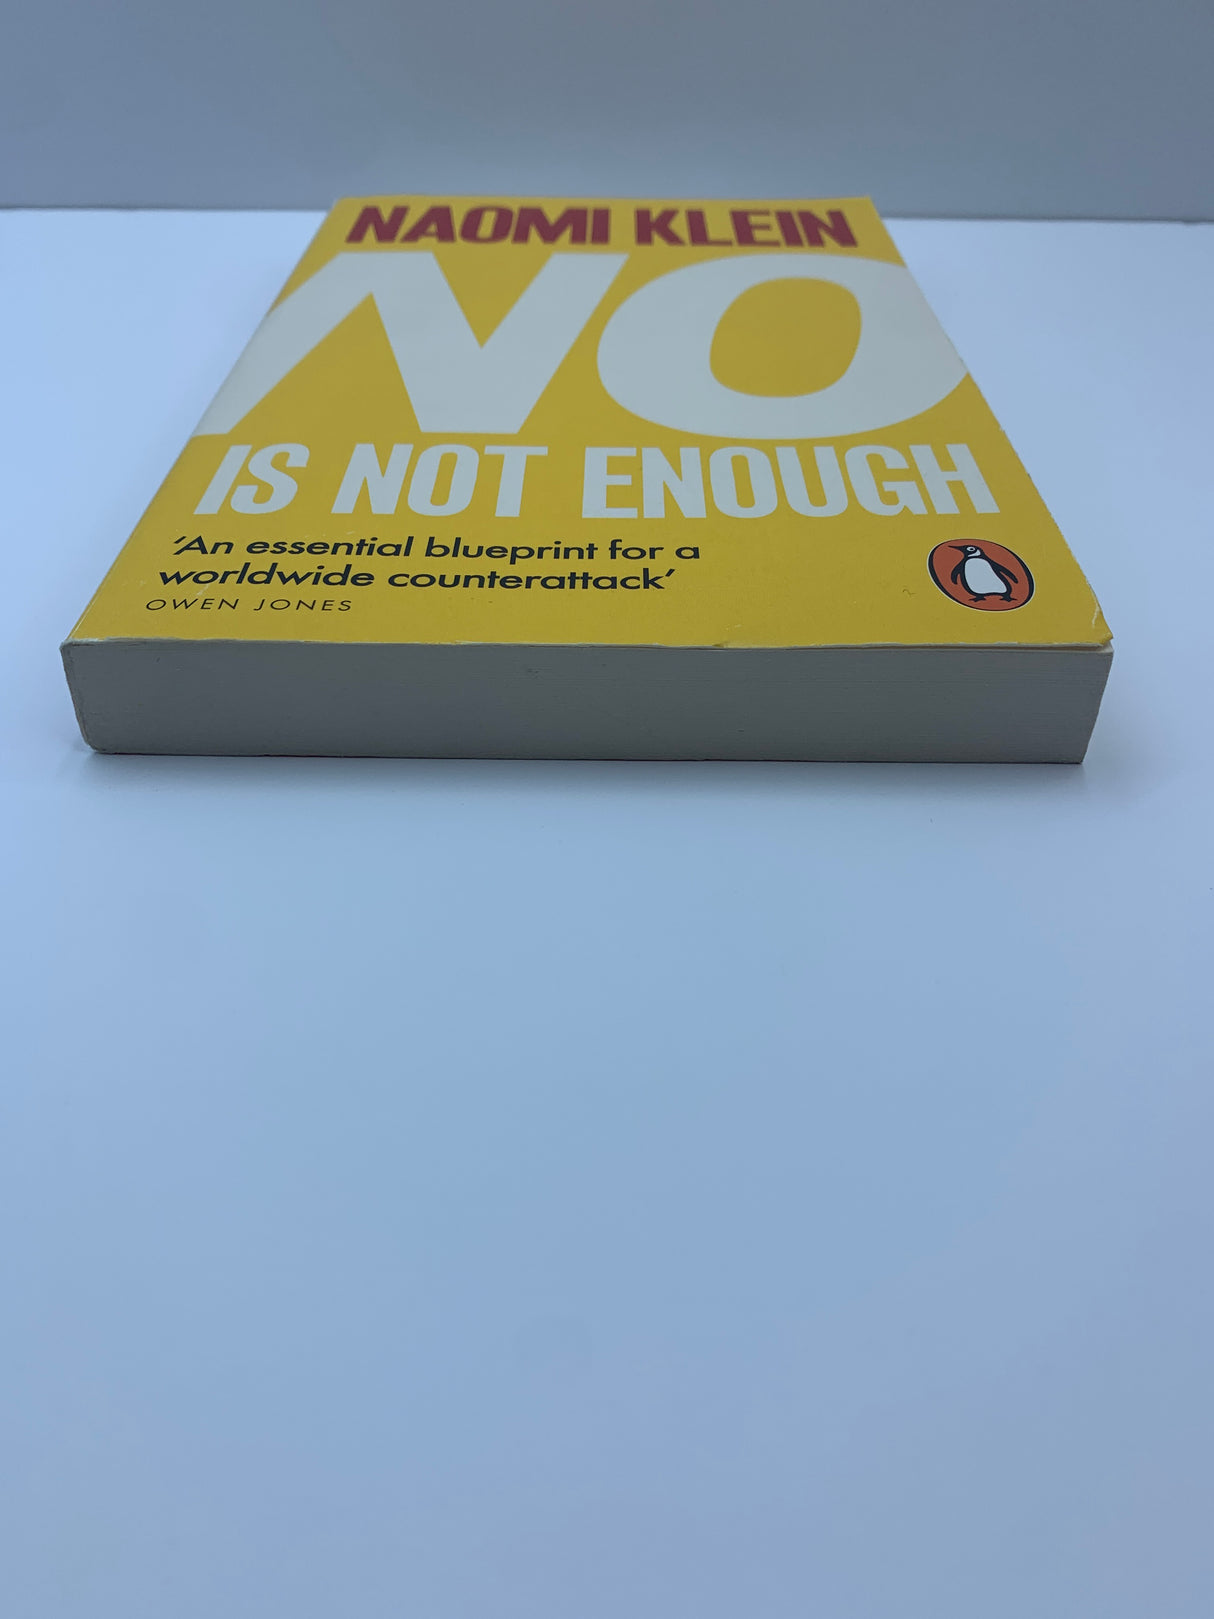 NAOMI KLEIN
NO
IS NOT ENOUGH
‘An essential blueprint for a
worldwide counterattack’
OWEN JONES